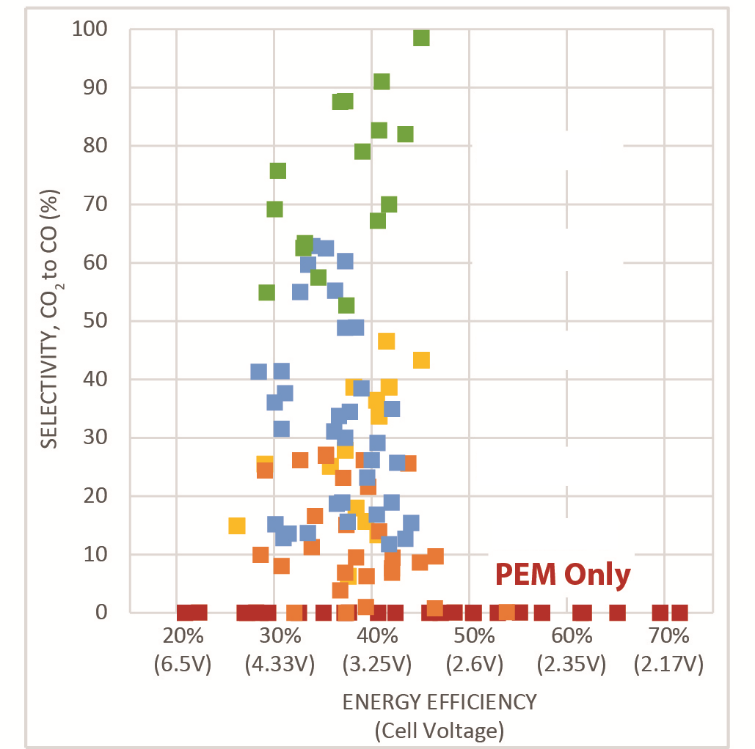 100
90
80
70
60
50
40
30
20
10
0
SELECTIVITY, CO2 to CO (%)
PEM Only
20% 30% 40% 50% 60% 70%
(6.5V) (4.33V) (3.25V) (2.6V) (2.35V) (2.17V)
ENERGY EFFICIENCY
(Cell Voltage)